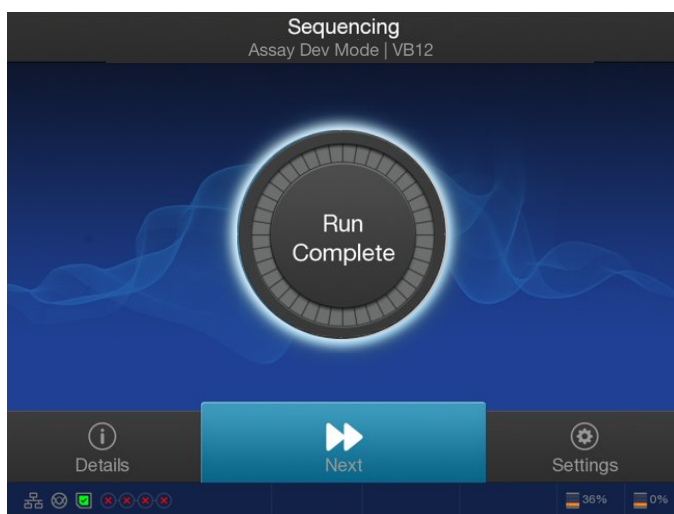 Sequencing
Assay Dev Mode | VB12
Run
Complete
Details
Next
Settings
36%
0%